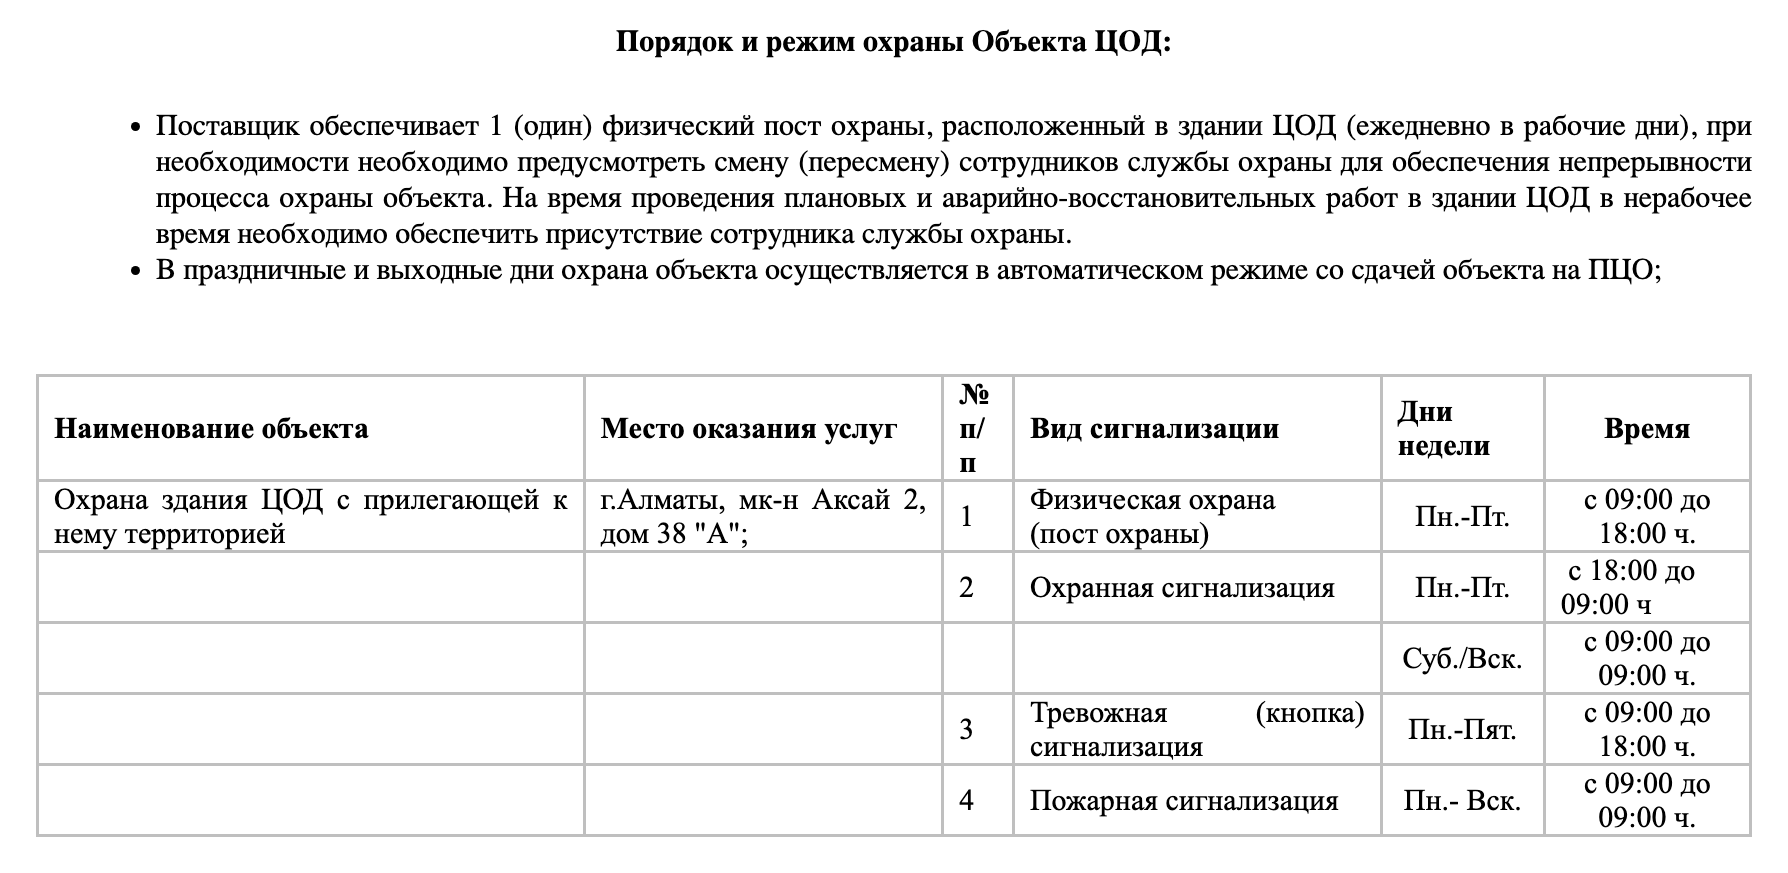 Порядок и режим охраны Объекта ЦОД:
• Поставщик обеспечивает 1 (один) физический пост охраны, расположенный в здании ЦОД (ежедневно в рабочие дни), при
необходимости необходимо предусмотреть смену (пересмену) сотрудников службы охраны для обеспечения непрерывности
процесса охраны объекта. На время проведения плановых и аварийно-восстановительных работ в здании ЦОД в нерабочее
время необходимо обеспечить присутствие сотрудника службы охраны.
• В праздничные и выходные дни охрана объекта осуществляется в автоматическом режиме со сдачей объекта на ПЦО;
Наименование объекта
Место оказания услуг
№
п/
п
Вид сигнализации
Дни
недели
Время
Охрана здания ЦОД с прилегающей к
нему территорией
г.Алматы, мк-н Аксай 2,
дом 38 "А";
1
Физическая охрана
(пост охраны)
Пн.-Пт.
с 09:00 до
18:00 ч.
2
Охранная сигнализация
Пн.-Пт.
с 18:00 до
09:00 ч
Суб./Вск.
с 09:00 до
09:00 ч.
3
Тревожная (кнопка)
сигнализация
Пн.-Пят.
с 09:00 до
18:00 ч.
4
Пожарная сигнализация
Пн.- Вск.
с 09:00 до
09:00 ч.